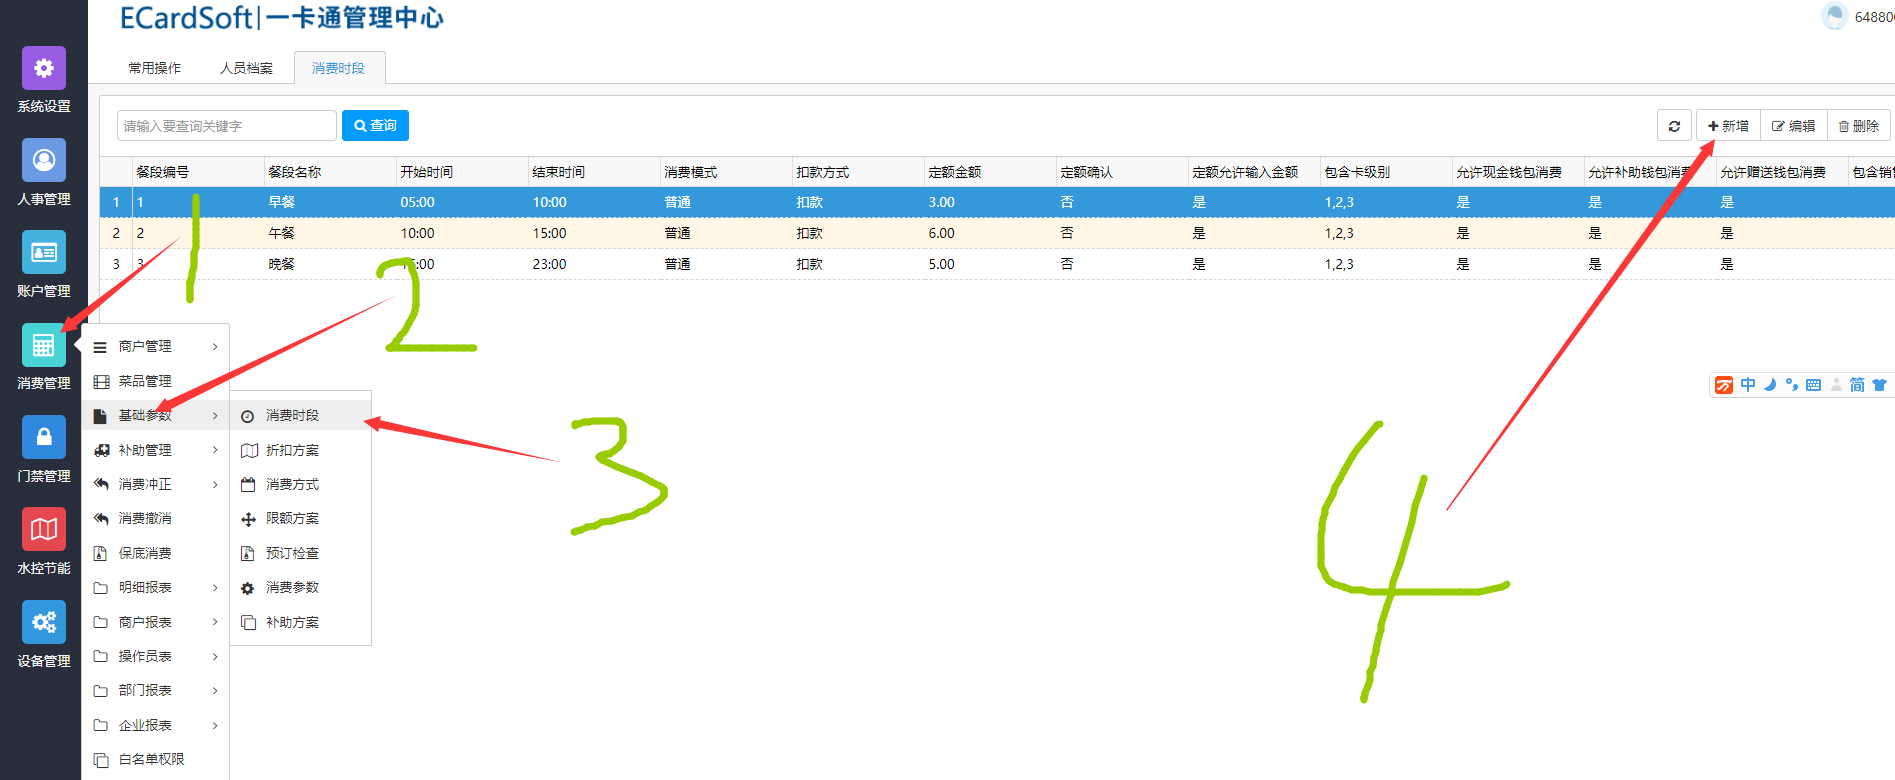 ECardSoft|一卡通管理中心
64880
常用操作 人员档案 消费时段
请输入要查询关键字 查询 新增 编辑 删除
餐段编号 餐段名称 开始时间 结束时间 消费模式 扣款方式 定额金额 定额确认 定额允许输入金额 包含卡级别 允许现金钱包消费 允许补助钱包消费 允许赠送钱包消费 包含销
1 1 早餐 05:00 10:00 普通 扣款 3.00 否 是 1,2,3 是 是 是
2 2 午餐 10:00 15:00 普通 扣款 6.00 否 是 1,2,3 是 是 是
3 3 晚餐 :00 23:00 普通 扣款 5.00 否 是 1,2,3 是 是 是
系统设置
人事管理
账户管理
消费管理
门禁管理
水控节能
设备管理
商户管理
菜品管理
基础参数
补助管理
消费冲正
消费撤消
保底消费
明细报表
商户报表
操作员表
部门报表
企业报表
白名单权限
消费时段
折扣方案
消费方式
限额方案
预订检查
消费参数
补助方案
中 简
1
2
3
4